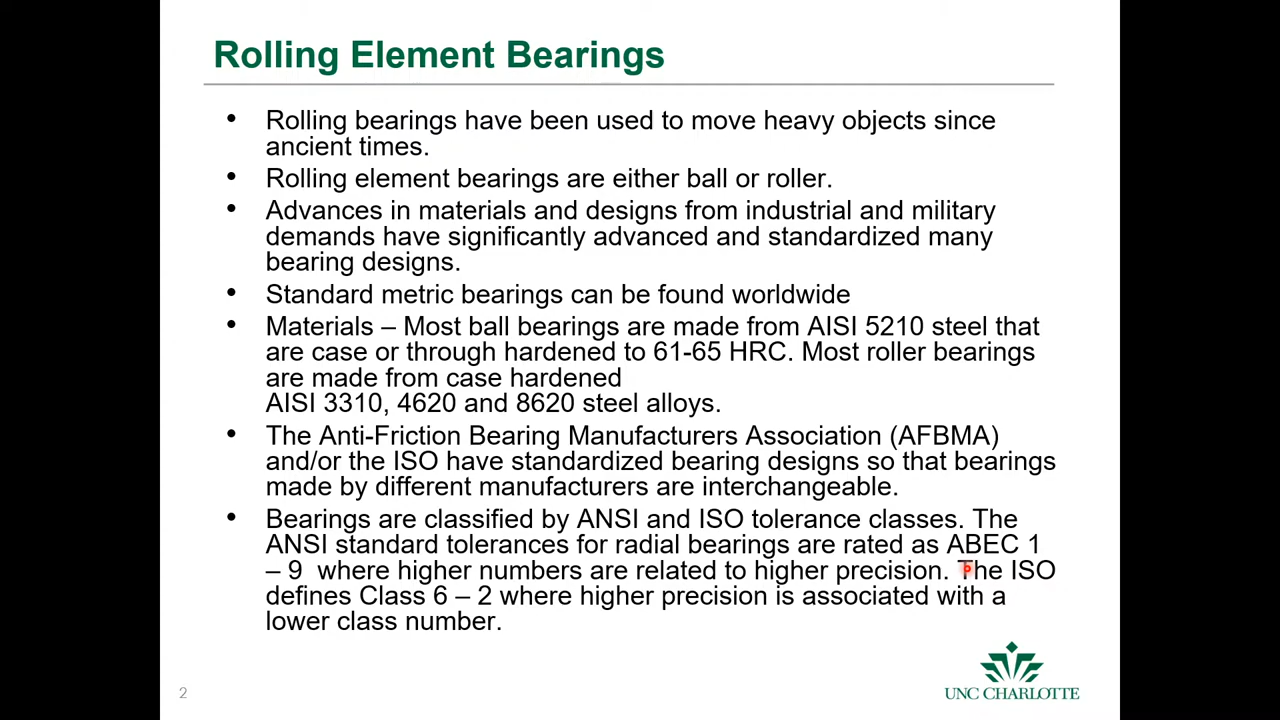 Rolling Element Bearings
• Rolling bearings have been used to move heavy objects since
ancient times.
• Rolling element bearings are either ball or roller.
• Advances in materials and designs from industrial and military
demands have significantly advanced and standardized many
bearing designs.
• Standard metric bearings can be found worldwide
• Materials – Most ball bearings are made from AISI 5210 steel that
are case or through hardened to 61-65 HRC. Most roller bearings
are made from case hardened
AISI 3310, 4620 and 8620 steel alloys.
• The Anti-Friction Bearing Manufacturers Association (AFBMA)
and/or the ISO have standardized bearing designs so that bearings
made by different manufacturers are interchangeable.
• Bearings are classified by ANSI and ISO tolerance classes. The
ANSI standard tolerances for radial bearings are rated as ABEC 1
– 9 where higher numbers are related to higher precision. The ISO
defines Class 6 – 2 where higher precision is associated with a
lower class number.
2
UNC CHARLOTTE